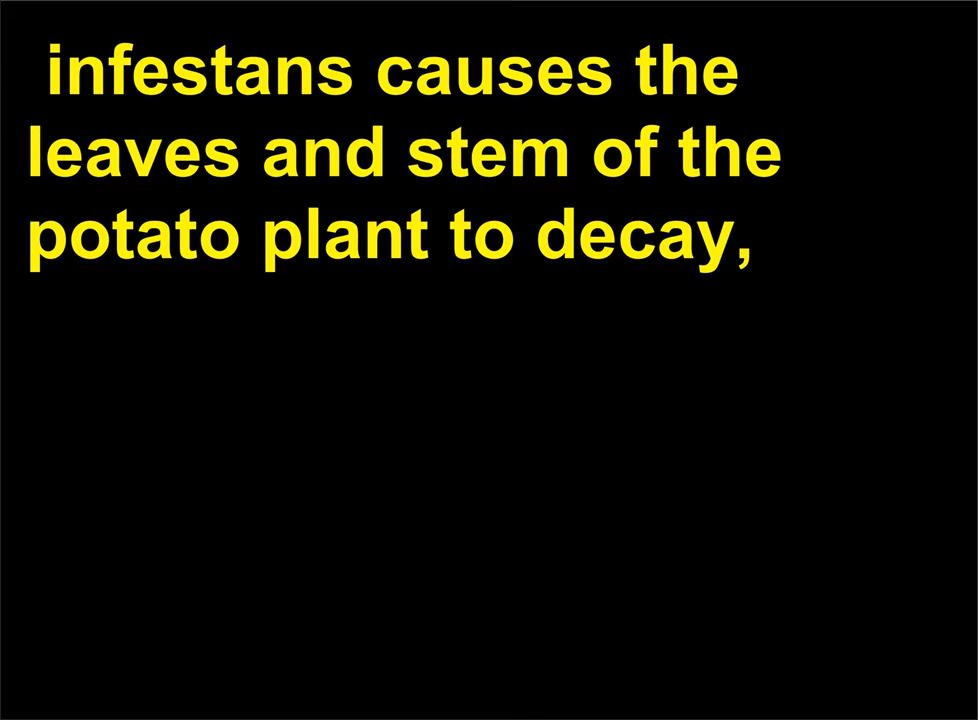 infestans causes the
leaves and stem of the
potato plant to decay,